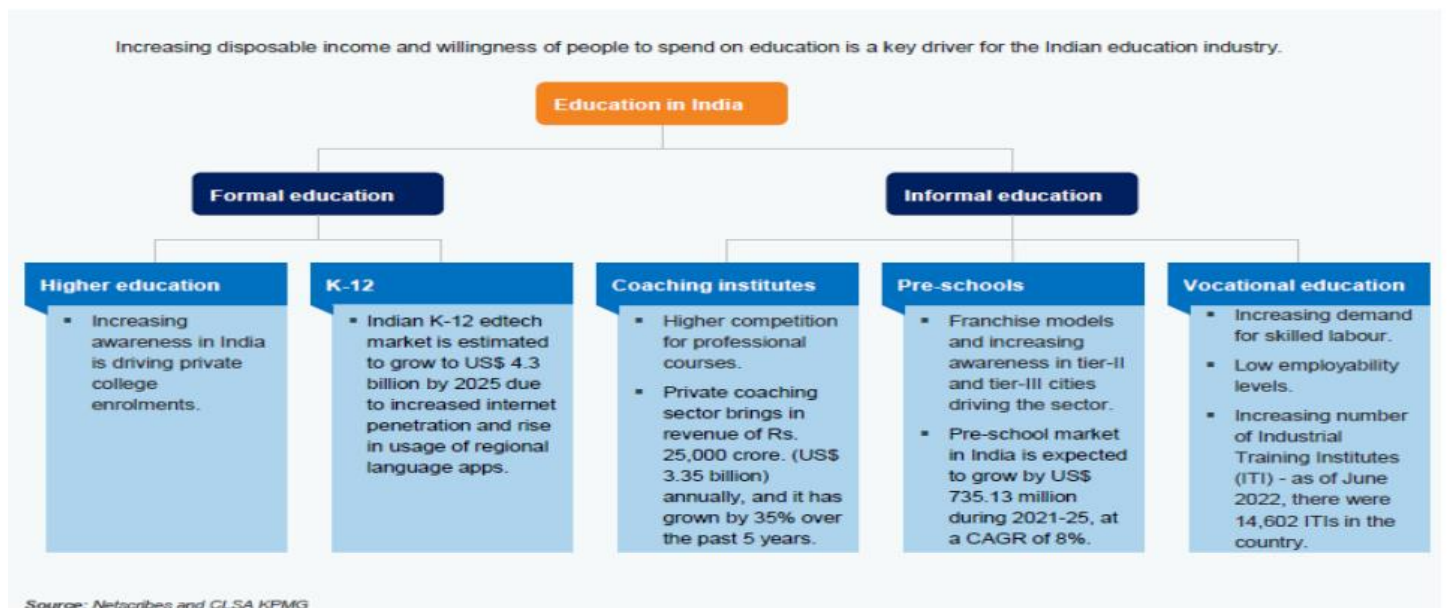 Increasing disposable income and willingness of people to spend on education is a key driver for the Indian education industry.
Education in India
Formal education
Informal education
Higher education
▪ Increasing
awareness in India
is driving private
college
enrolments.
K-12
▪ Indian K-12 edtech
market is estimated
to grow to US$ 4.3
billion by 2025 due
to increased internet
penetration and rise
in usage of regional
language apps.
Coaching institutes
▪ Higher competition
for professional
courses.
▪ Private coaching
sector brings in
revenue of Rs.
25,000 crore. (US$
3.35 billion)
annually, and it has
grown by 35% over
the past 5 years.
Pre-schools
▪ Franchise models
and increasing
awareness in tier-II
and tier-III cities
driving the sector.
▪ Pre-school market
in India is expected
to grow by US$
735.13 million
during 2021-25, at
a CAGR of 8%.
Vocational education
▪ Increasing demand
for skilled labour.
▪ Low employability
levels.
▪ Increasing number
of Industrial
Training Institutes
(ITI) - as of June
2022, there were
14,602 ITIs in the
country.
Source: Netscribes and CLSA KPMG